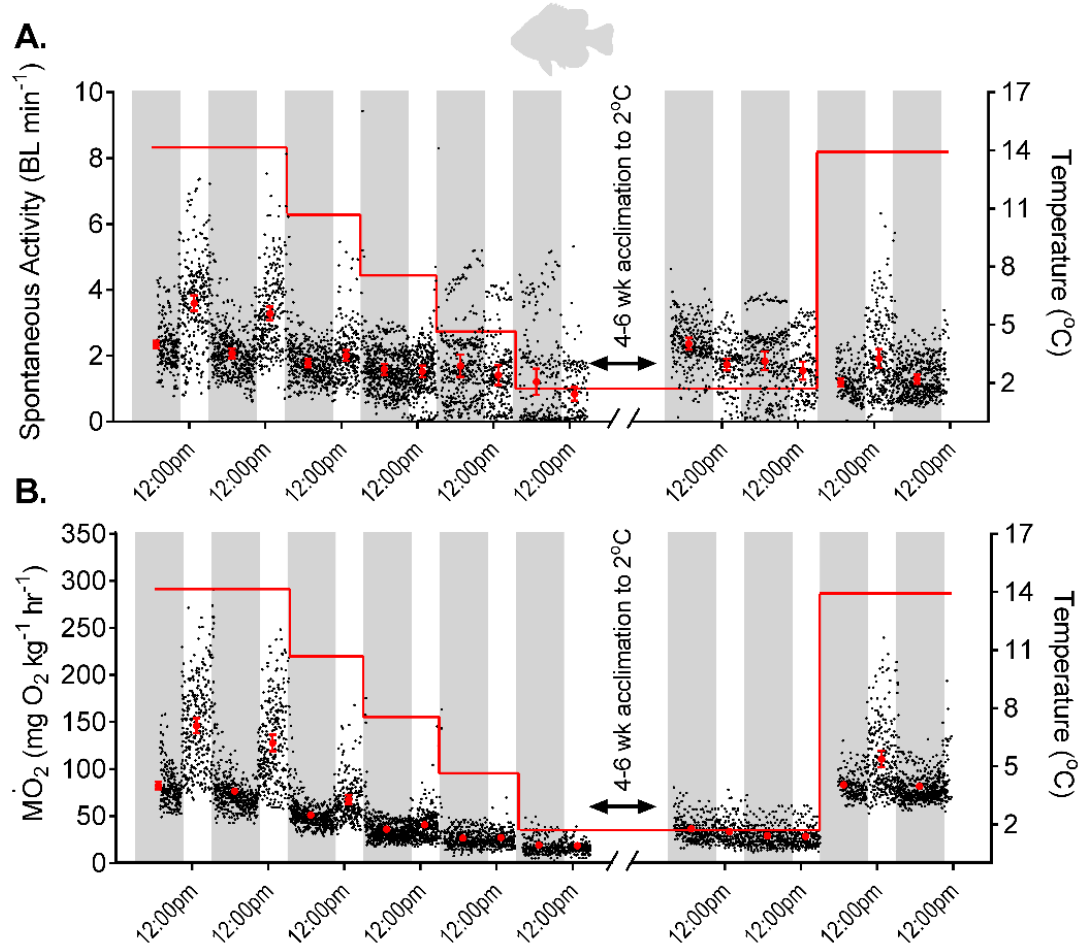 A.
Spontaneous Activity (BL min⁻¹)
10
8
6
4
2
0
4-6 wk acclimation to 2°C
17
14
11
8
5
2
Temperature (°C)
12:00pm 12:00pm 12:00pm 12:00pm 12:00pm 12:00pm 12:00pm 12:00pm 12:00pm 12:00pm
B.
ṀO₂ (mg O₂ kg⁻¹ hr⁻¹)
350
300
250
200
150
100
50
0
4-6 wk acclimation to 2°C
17
14
11
8
5
2
Temperature (°C)
12:00pm 12:00pm 12:00pm 12:00pm 12:00pm 12:00pm 12:00pm 12:00pm 12:00pm 12:00pm